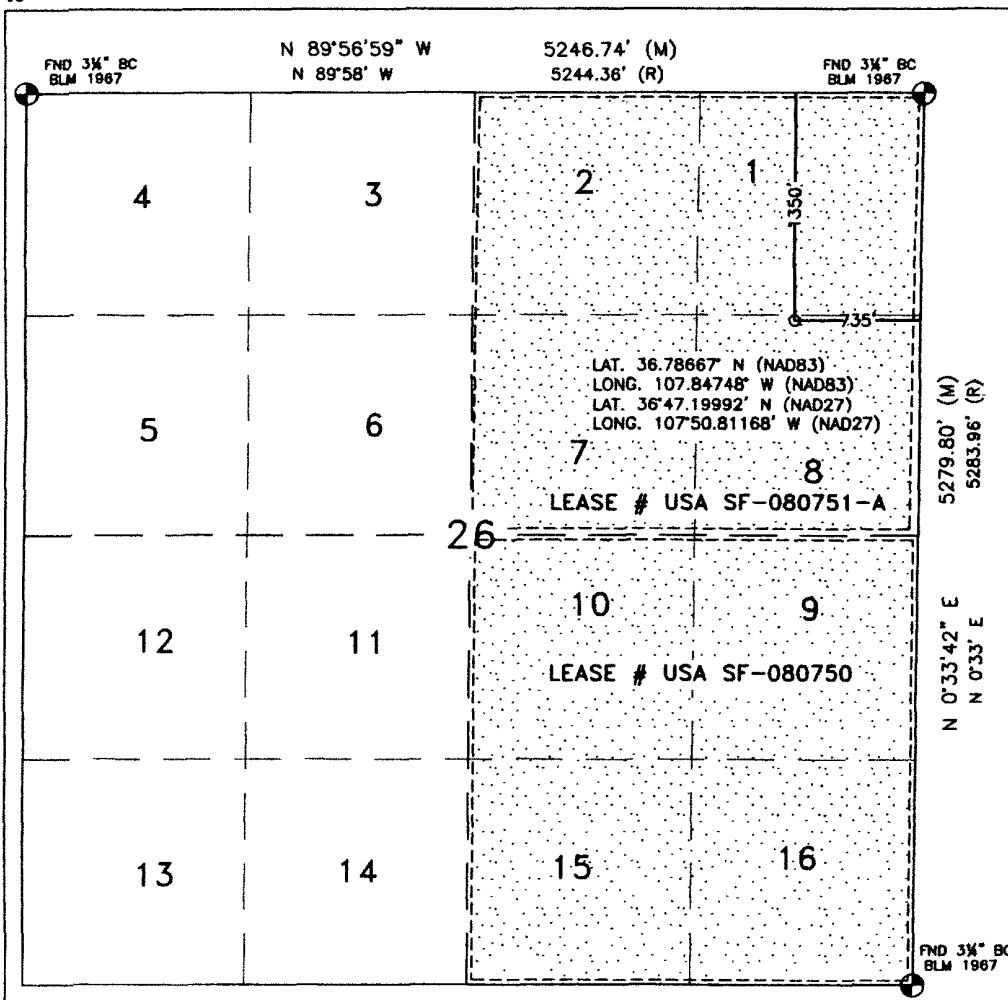 N 89°56'59" W 5246.74' (M)
N 89°58' W 5244.36' (R)
FND 3¼" BC
BLM 1967
FND 3¼" BC
BLM 1967
4
3
2
1
1350'
735'
LAT. 36.78667° N (NAD83)
LONG. 107.84748° W (NAD83)
LAT. 36°47.19992' N (NAD27)
LONG. 107°50.81168' W (NAD27)
5
6
7
8
5279.80' (M)
5283.96' (R)
LEASE # USA SF-080751-A
26
12
11
10
9
N 0°33'42" E
N 0°33' E
LEASE # USA SF-080750
13
14
15
16
FND 3¼" BC
BLM 1967